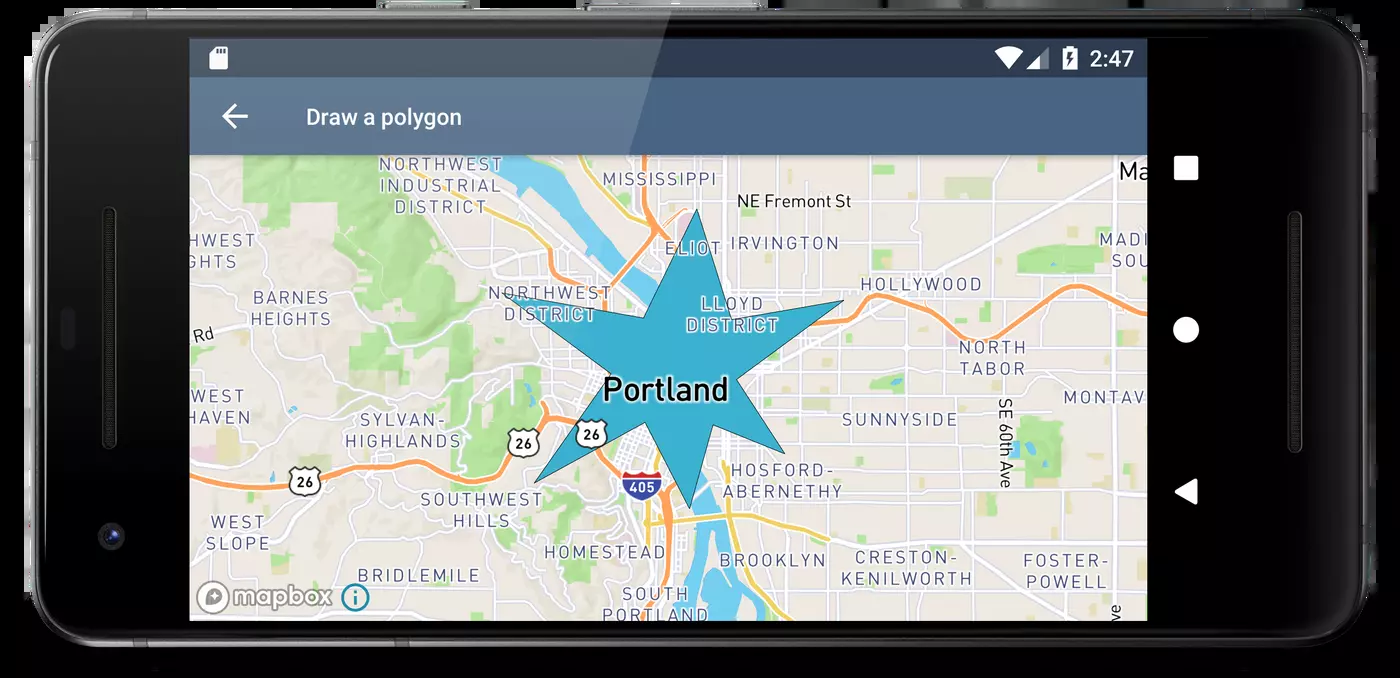 2:47
Draw a polygon
NORTHWEST
INDUSTRIAL
DISTRICT
MISSISSIPPI
Ma
NE Fremont St
HWEST
GHTS
ELIOT
IRVINGTON
MADI
SOU
HOLLYWOOD
BARNES
HEIGHTS
NORTHWEST
DISTRICT
LLOYD
DISTRICT
Rd
NORTH
TABOR
WEST
HAVEN
Portland
MONTAV
SYLVAN-
HIGHLANDS
SUNNYSIDE
SE 60th Ave
26
26
26
405
HOSFORD-
ABERNETHY
SOUTHWEST
HILLS
WEST
SLOPE
HOMESTEAD
BROOKLYN
CRESTON-
KENILWORTH
FOSTER-
POWELL
BRIDLEMILE
SOUTH
PORTLAND
mapbox
i
ve